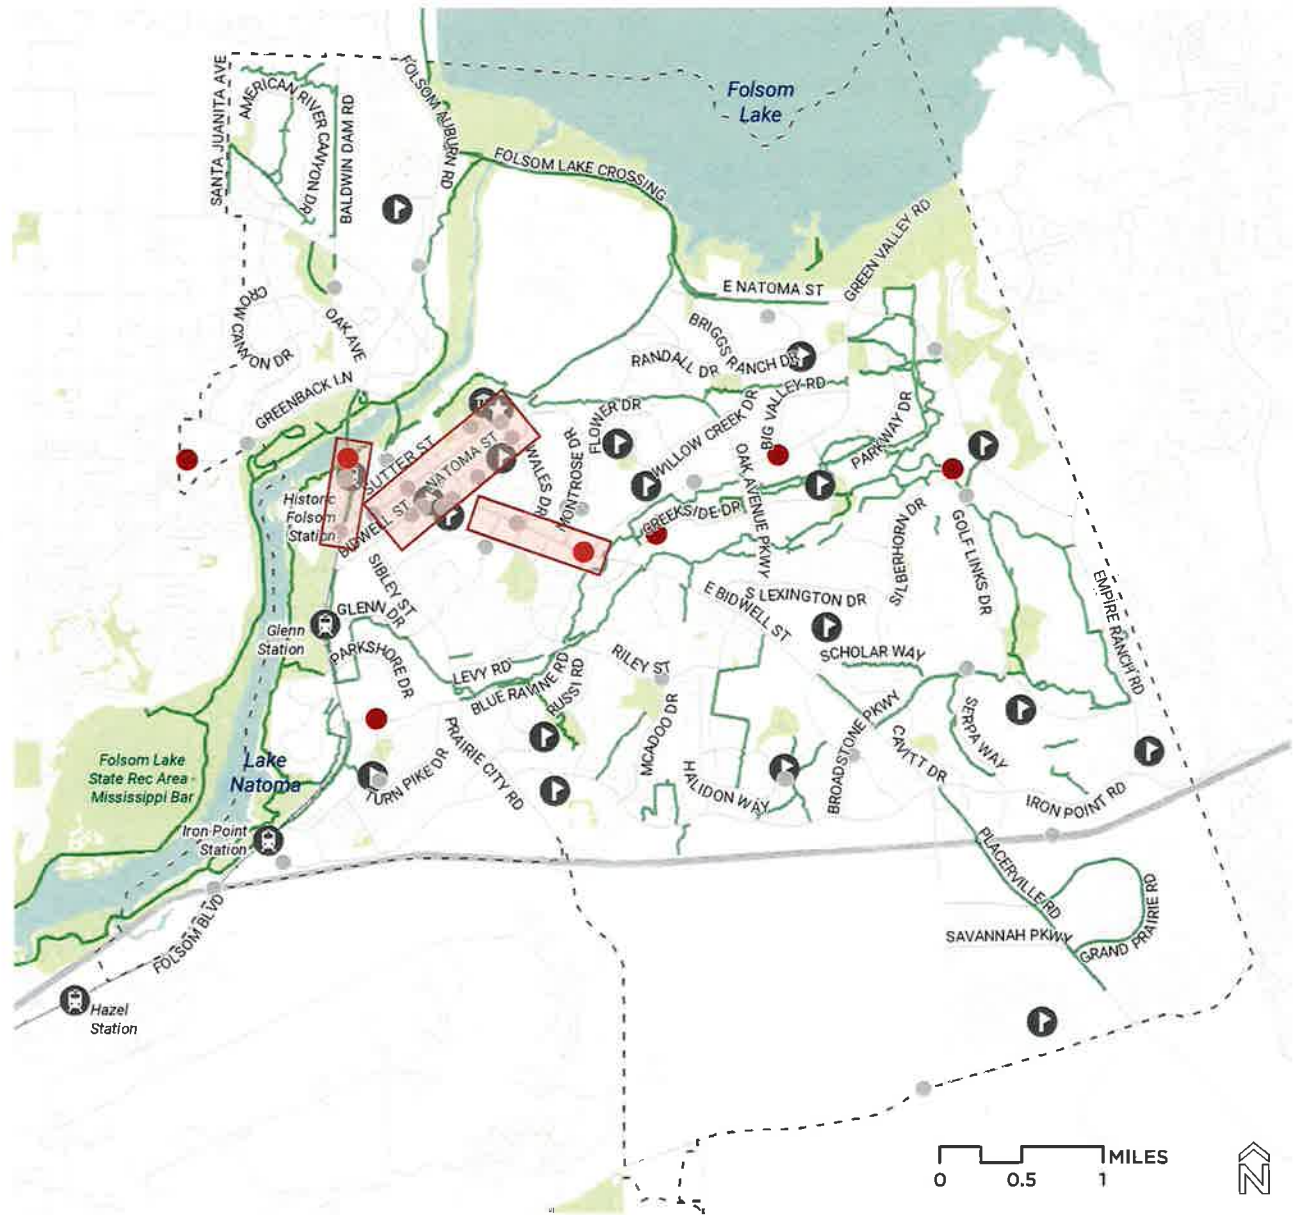 Folsom
Lake
SANTA JUANITA AVE
AMERICAN RIVER CANYON DR
BALDWIN DAM RD
FOLSOM AUBURN RD
FOLSOM LAKE CROSSING
GREEN VALLEY RD
E NATOMA ST
CROW CANYON DR
OAK AVE
GREENBACK LN
BRIGGS RANCH DR
RANDALL DR
BIG VALLEY RD
FLOWER DR
WILLOW CREEK DR
PARKWAY DR
SUTTER ST
NATOMA ST
WALES DR
MONTROSE DR
OAK AVENUE PKWY
Historic
Folsom
Station
BIDWELL ST
CREEKSIDE DR
SILBERHORN DR
GOLF LINKS DR
EMPIRE RANCH RD
SIBLEY ST
GLENN DR
Glenn
Station
S LEXINGTON DR
E BIDWELL ST
SCHOLAR WAY
PARKSHORE DR
LEVY RD
BLUE RAVINE RD
RUSSI RD
RILEY ST
MCADOO DR
BROADSTONE PKWY
CAVITT DR
SERPA WAY
PRAIRIE CITY RD
TURN PIKE DR
HALIDON WAY
IRON POINT RD
Folsom Lake
State Rec Area -
Mississippi Bar
Lake
Natoma
Iron Point
Station
FOLSOM BLVD
PLACERVILLE RD
SAVANNAH PKWY
GRAND PRAIRIE RD
Hazel
Station
MILES
0 0.5 1
N